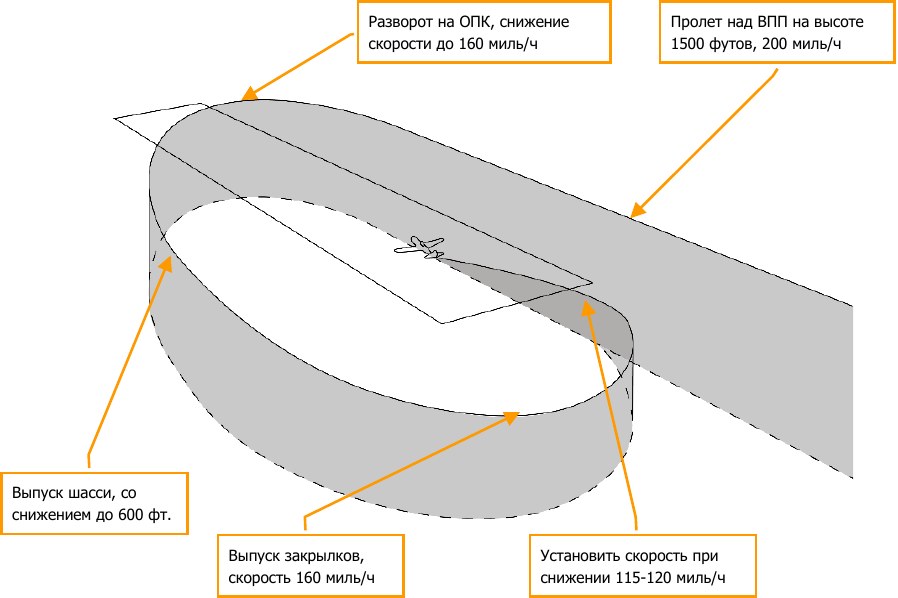 Разворот на ОПК, снижение
скорости до 160 миль/ч
Пролет над ВПП на высоте
1500 футов, 200 миль/ч
Выпуск шасси, со
снижением до 600 фт.
Выпуск закрылков,
скорость 160 миль/ч
Установить скорость при
снижении 115-120 миль/ч